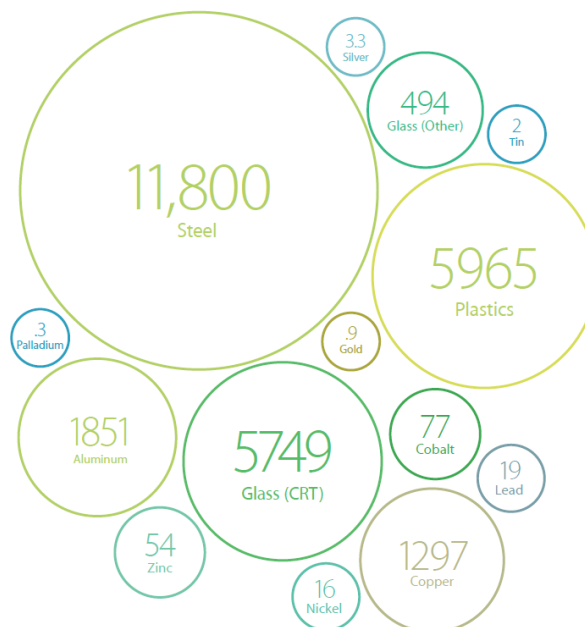 3.3
Silver
494
Glass (Other)
2
Tin
11,800
Steel
5965
Plastics
.3
Palladium
.9
Gold
1851
Aluminum
5749
Glass (CRT)
77
Cobalt
19
Lead
54
Zinc
1297
Copper
16
Nickel